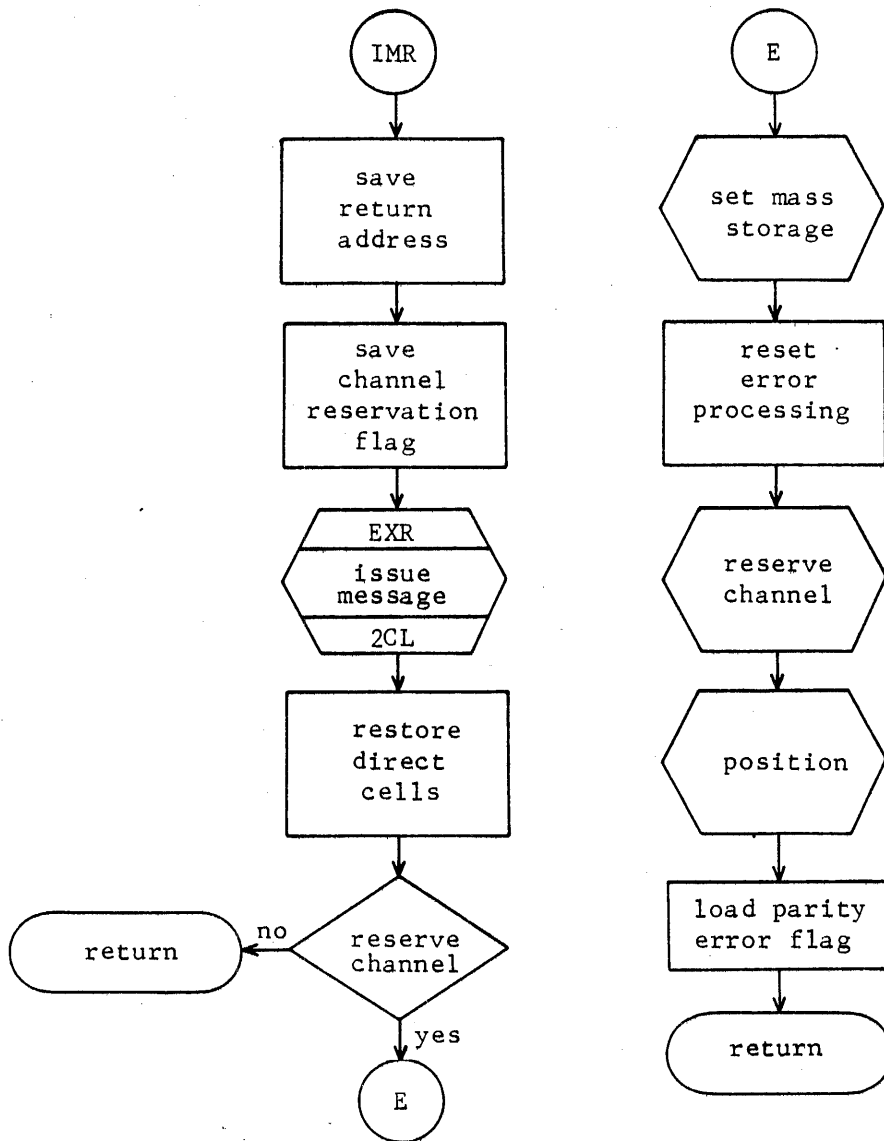 IMR
save
return
address
save
channel
reservation
flag
EXR
issue
message
2CL
restore
direct
cells
reserve
channel
no
return
yes
E
E
set mass
storage
reset
error
processing
reserve
channel
position
load parity
error flag
return